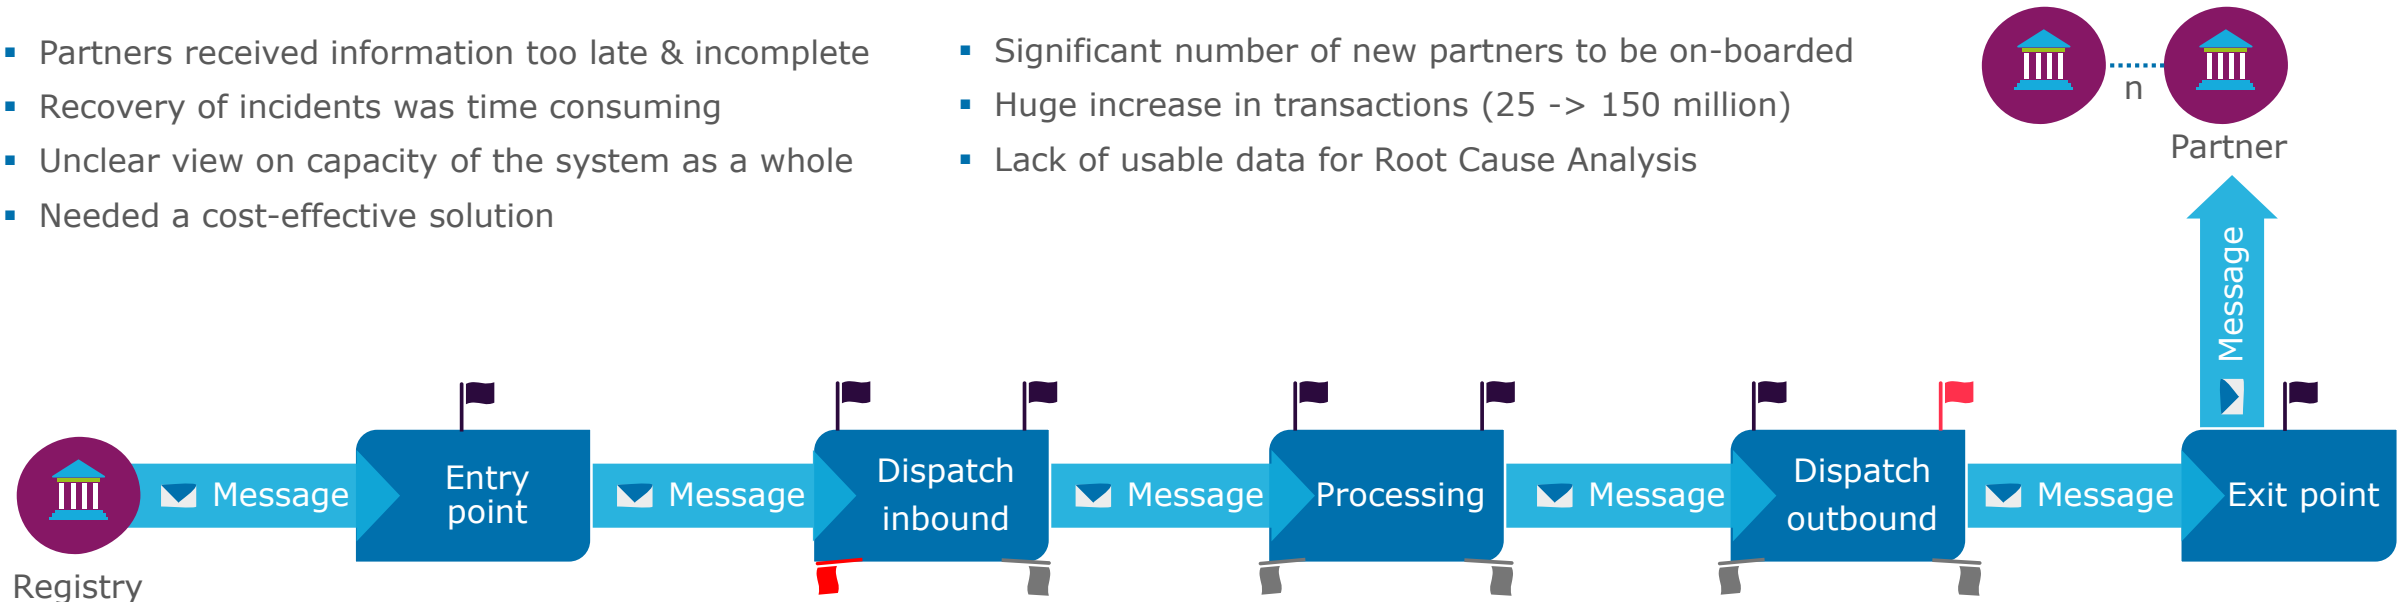 Partners received information too late & incomplete
Recovery of incidents was time consuming
Unclear view on capacity of the system as a whole
Needed a cost-effective solution
Significant number of new partners to be on-boarded
Huge increase in transactions (25 -> 150 million)
Lack of usable data for Root Cause Analysis
n
Partner
Message
Registry
Message
Entry
point
Message
Dispatch
inbound
Message
Processing
Message
Dispatch
outbound
Message
Exit point